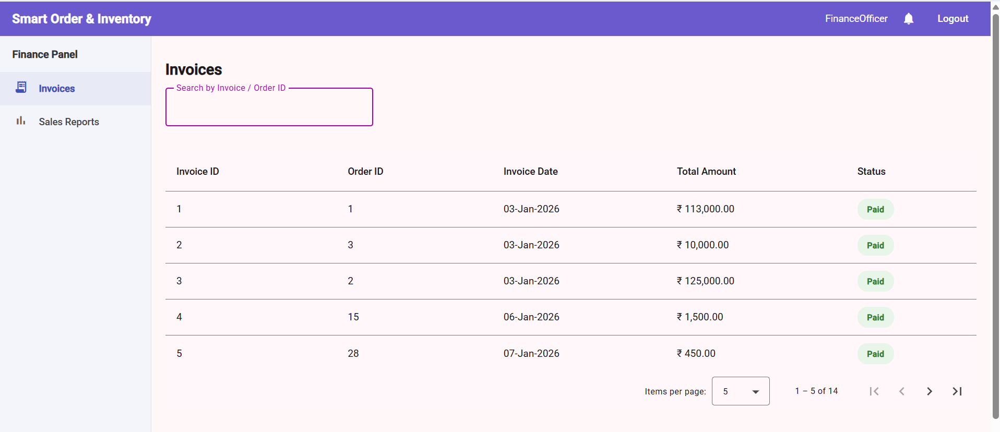 Smart Order & Inventory
FinanceOfficer Logout
Finance Panel
Invoices
Sales Reports
Invoices
Search by Invoice / Order ID
Invoice ID Order ID Invoice Date Total Amount Status
1 1 03-Jan-2026 ₹ 113,000.00 Paid
2 3 03-Jan-2026 ₹ 10,000.00 Paid
3 2 03-Jan-2026 ₹ 125,000.00 Paid
4 15 06-Jan-2026 ₹ 1,500.00 Paid
5 28 07-Jan-2026 ₹ 450.00 Paid
Items per page: 5 1 – 5 of 14